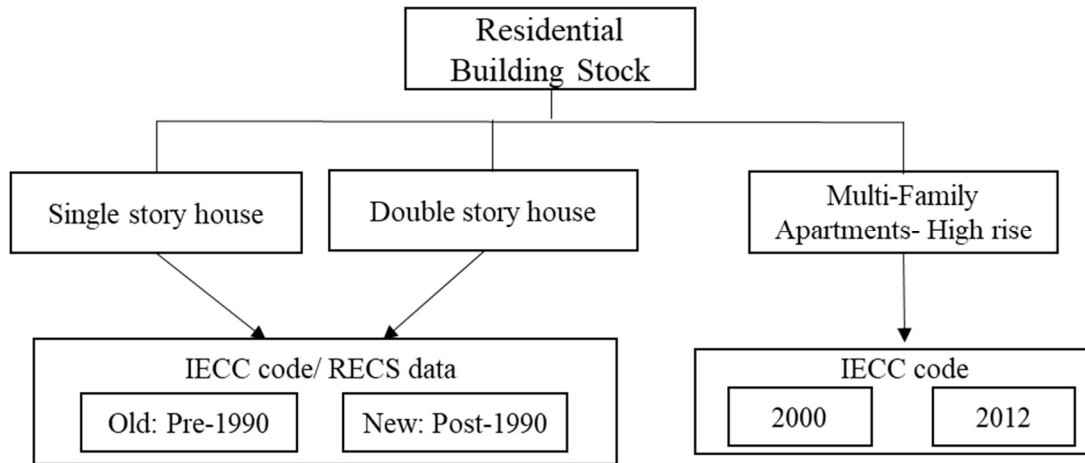 Residential
Building Stock
Single story house
Double story house
Multi-Family
Apartments- High rise
IECC code/ RECS data
Old: Pre-1990
New: Post-1990
IECC code
2000
2012